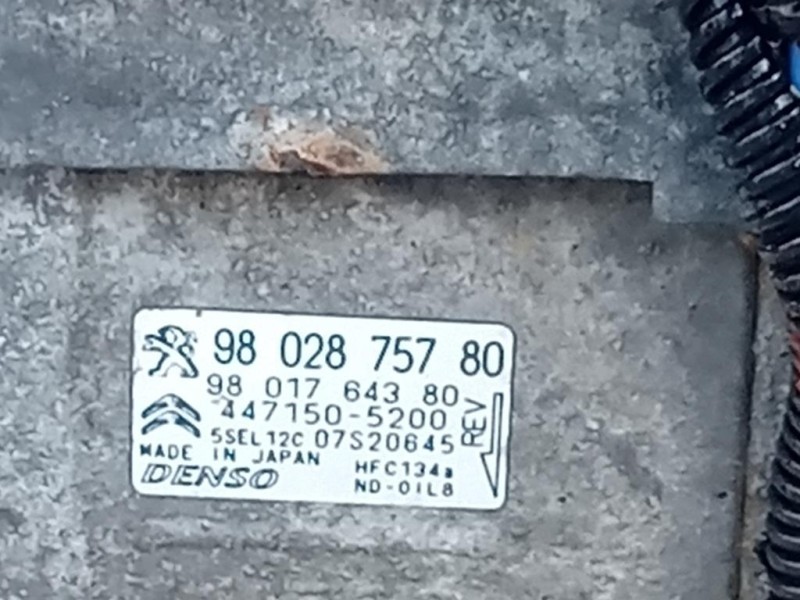 98 028 757 80
98 017 643 80
447150-5200
5SEL12C 07S20645
REV
MADE IN JAPAN HFC134a
DENSO ND-OIL8